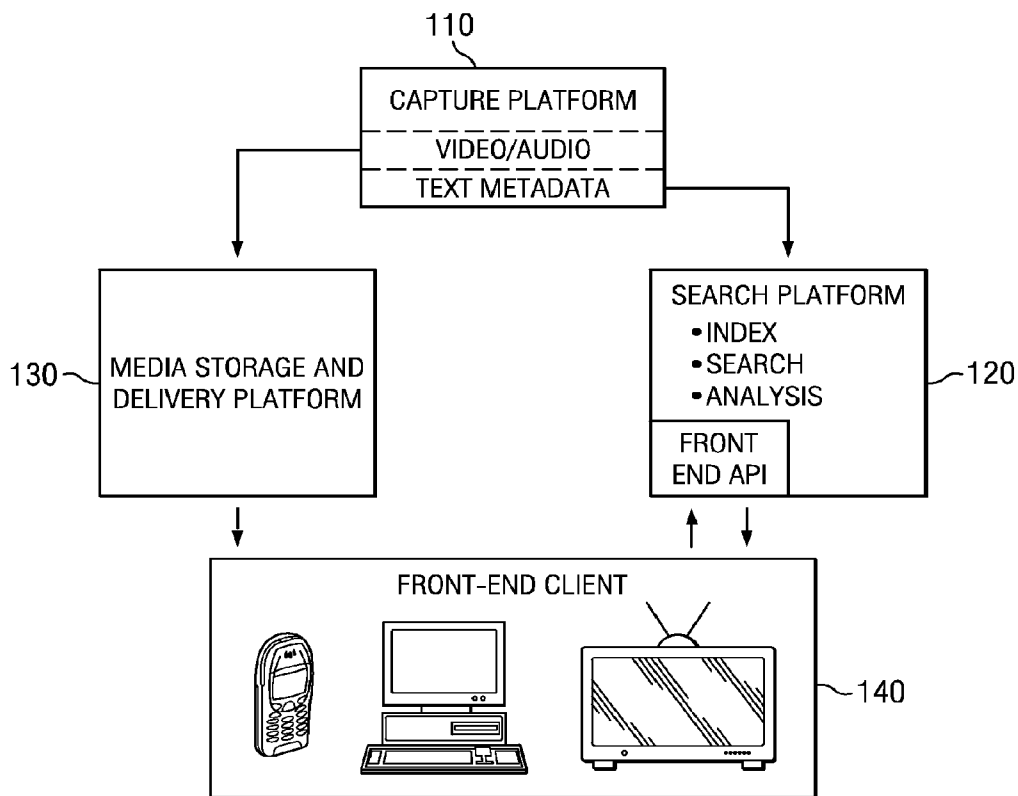 110
CAPTURE PLATFORM
VIDEO/AUDIO
TEXT METADATA
130
MEDIA STORAGE AND
DELIVERY PLATFORM
SEARCH PLATFORM
• INDEX
• SEARCH
• ANALYSIS
120
FRONT
END API
FRONT-END CLIENT
140